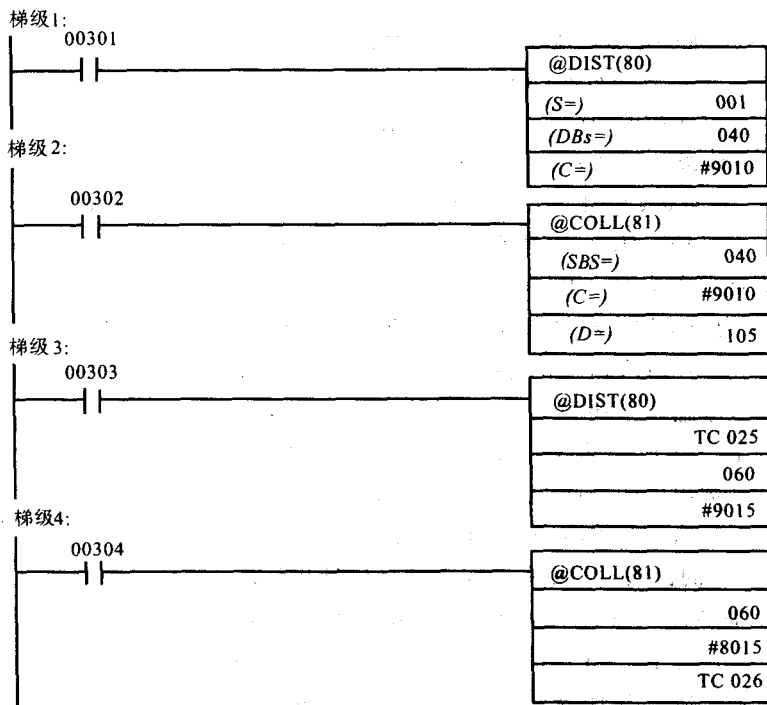 梯级1:
00301
@DIST(80)
(S=) 001
(DBs=) 040
(C=) #9010
梯级2:
00302
@COLL(81)
(SBS=) 040
(C=) #9010
(D=) 105
梯级3:
00303
@DIST(80)
TC 025
060
#9015
梯级4:
00304
@COLL(81)
060
#8015
TC 026